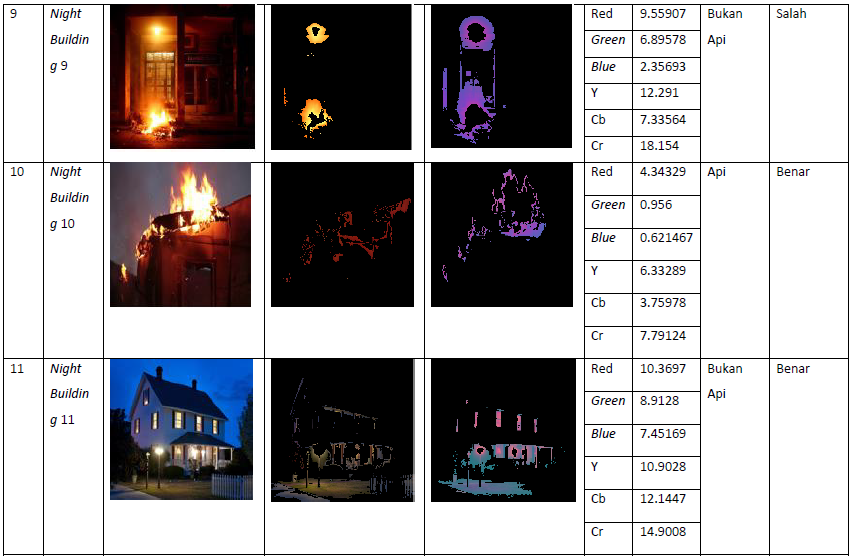 9
Night
Buildin
g 9
Red
9.55907
Bukan
Api
Salah
Green
6.89578
Blue
2.35693
Y
12.291
Cb
7.33564
Cr
18.154
10
Night
Buildin
g 10
Red
4.34329
Api
Benar
Green
0.956
Blue
0.621467
Y
6.33289
Cb
3.75978
Cr
7.79124
11
Night
Buildin
g 11
Red
10.3697
Bukan
Api
Benar
Green
8.9128
Blue
7.45169
Y
10.9028
Cb
12.1447
Cr
14.9008